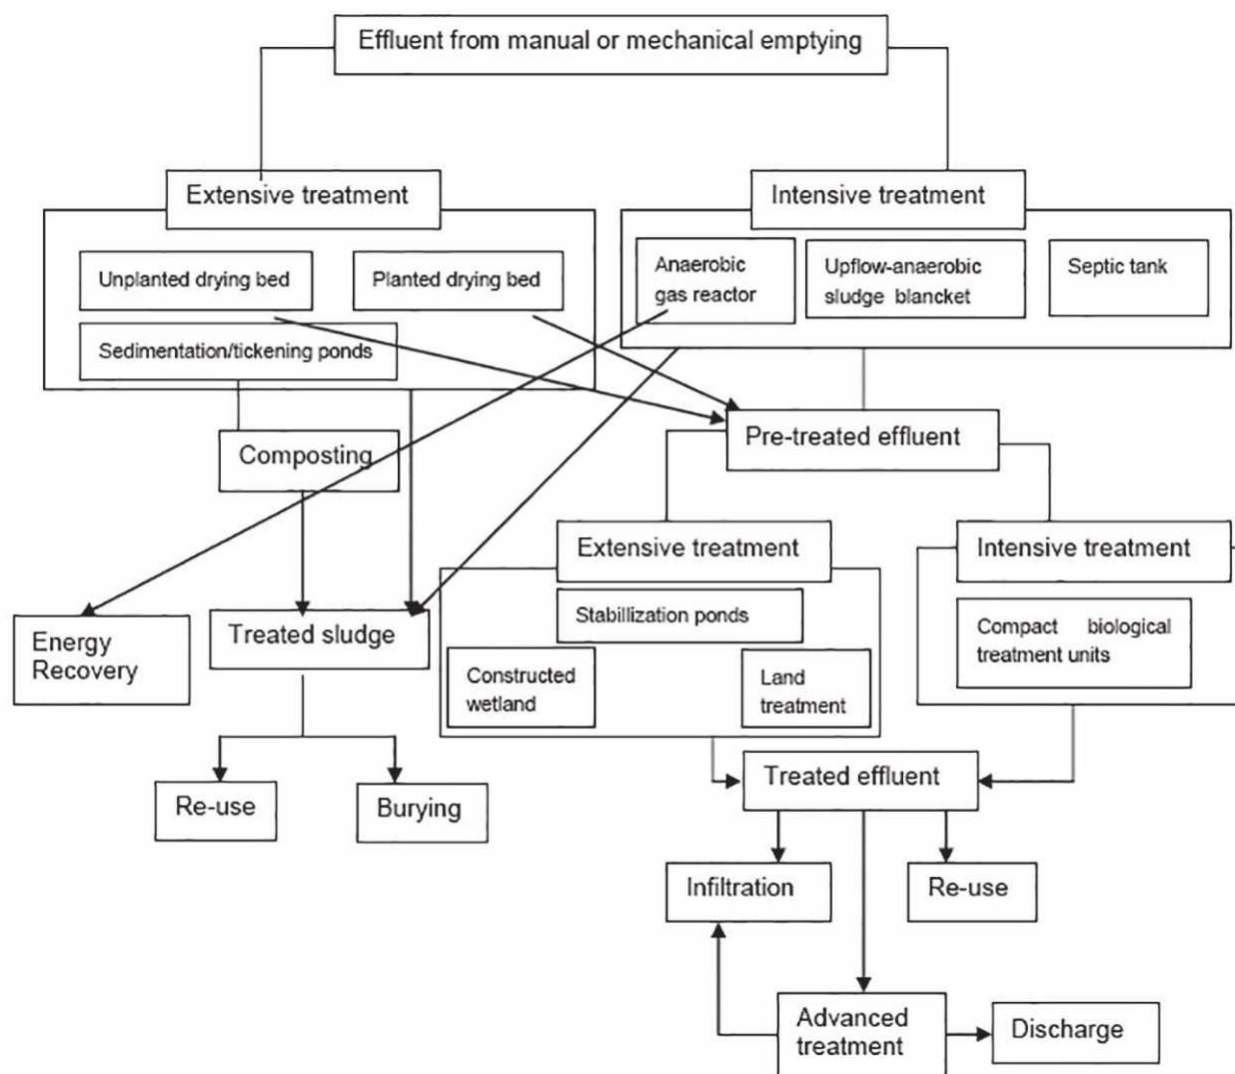 Effluent from manual or mechanical emptying
Extensive treatment
Intensive treatment
Unplanted drying bed
Planted drying bed
Sedimentation/tickening ponds
Anaerobic
gas reactor
Upflow-anaerobic
sludge blancket
Septic tank
Composting
Pre-treated effluent
Extensive treatment
Intensive treatment
Stabillization ponds
Constructed
wetland
Land
treatment
Compact biological
treatment units
Energy
Recovery
Treated sludge
Re-use
Burying
Treated effluent
Infiltration
Re-use
Advanced
treatment
Discharge